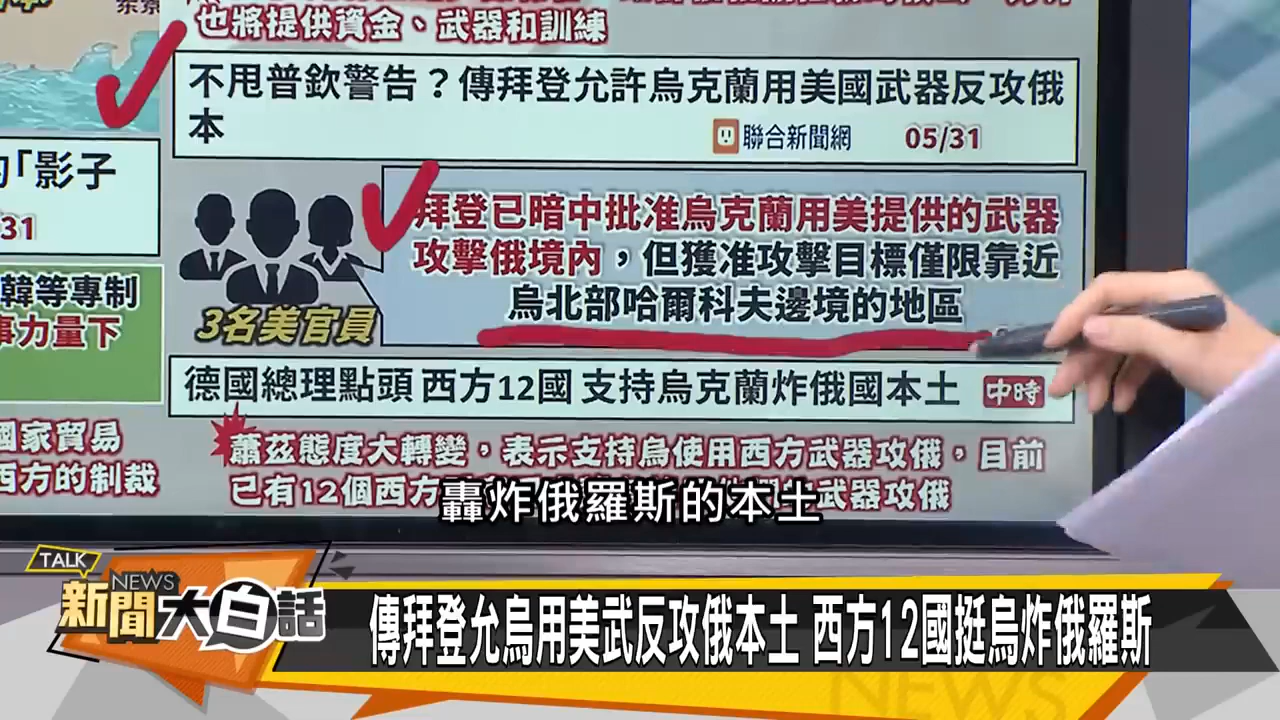 也將提供資金、武器和訓練
不甩普欽警告？傳拜登允許烏克蘭用美國武器反攻俄
本
聯合新聞網 05/31
「影子
31
韓等專制
力量下
拜登已暗中批准烏克蘭用美提供的武器
攻擊俄境內，但獲准攻擊目標僅限靠近
烏北部哈爾科夫邊境的地區
3名美官員
德國總理點頭 西方12國 支持烏克蘭炸俄國本土 中時
國家貿易
西方的制裁
蕭茲態度大轉變，表示支持烏使用西方武器攻俄，目前
已有12個西方
武器攻俄
轟炸俄羅斯的本土
TALK
NEWS
新聞大白話
傳拜登允烏用美武反攻俄本土 西方12國挺烏炸俄羅斯
NEWS